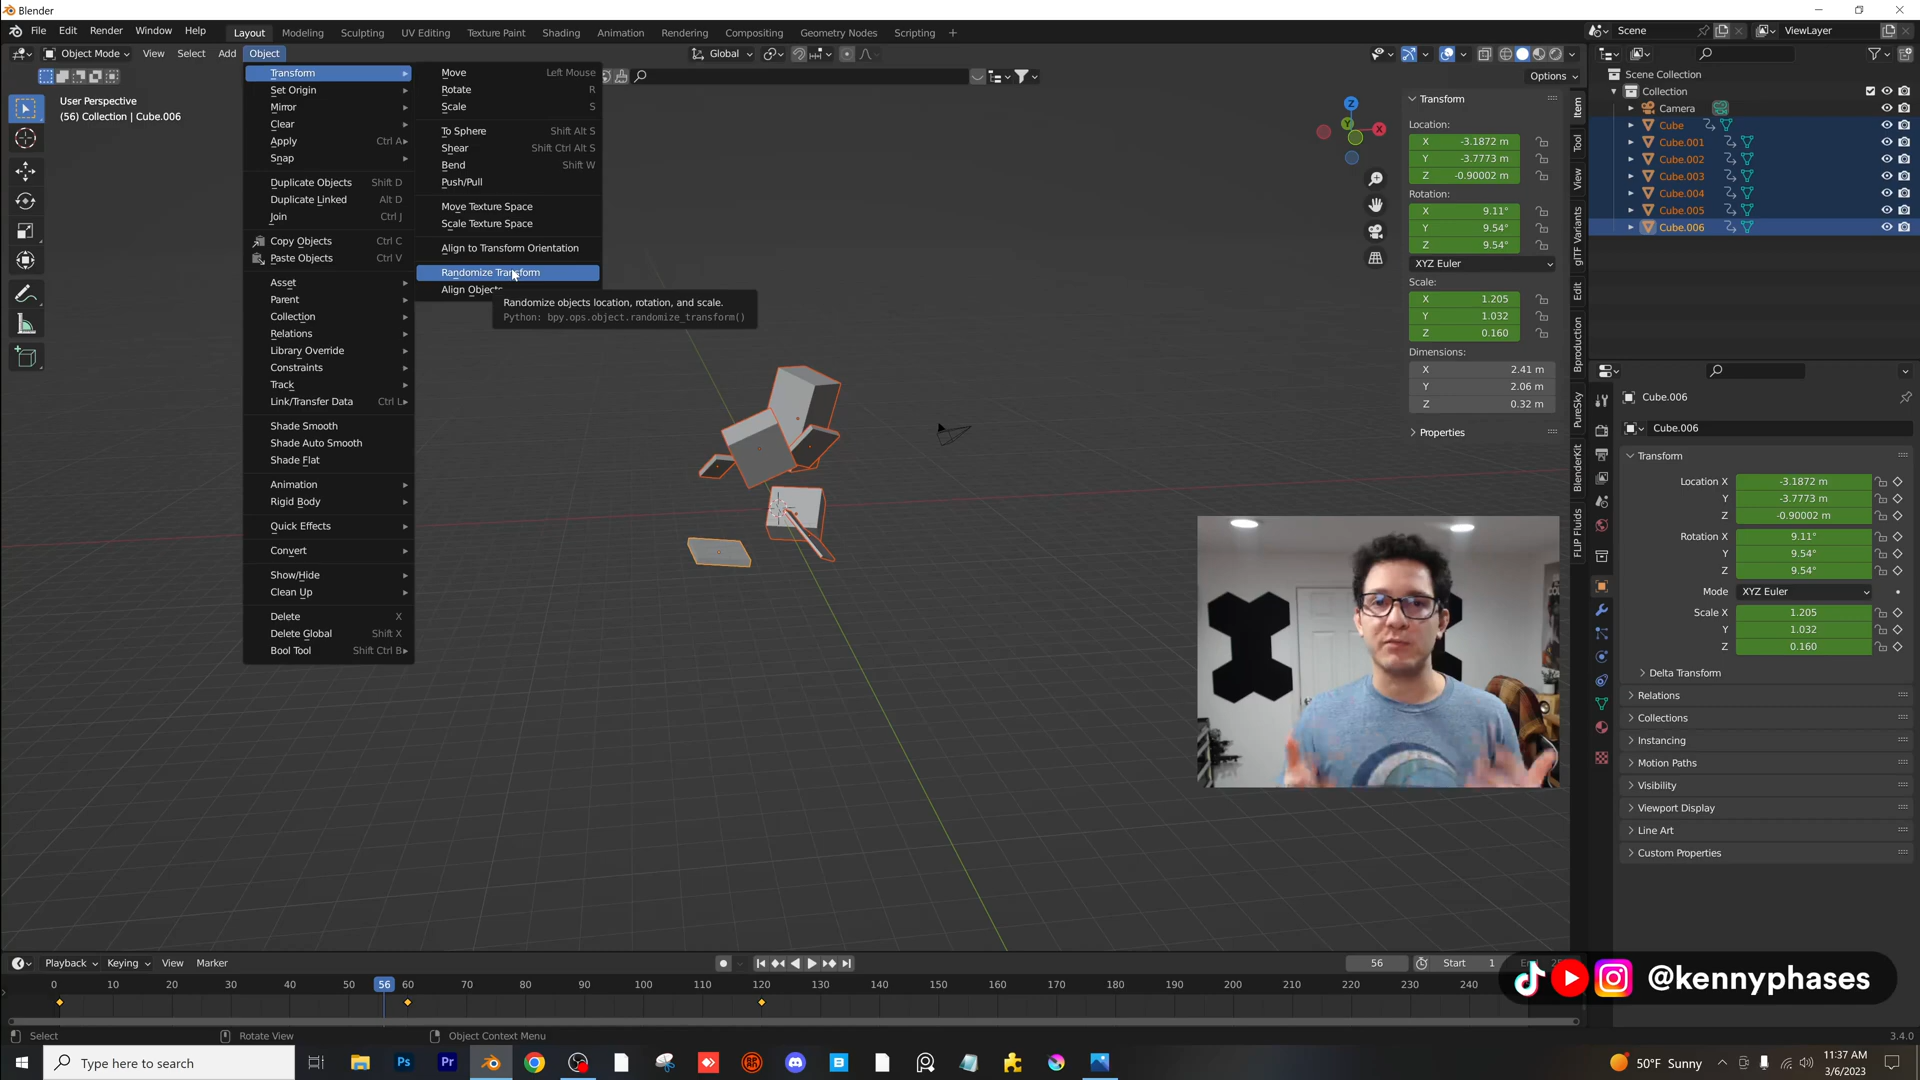 Blender
File Edit Render Window Help
Layout Modeling Sculpting UV Editing Texture Paint Shading Animation Rendering Compositing Geometry Nodes Scripting +
Scene
ViewLayer
Object Mode View Select Add Object
Global
Options
User Perspective
(56) Collection | Cube.006
Transform
Set Origin
Mirror
Clear
Apply Ctrl A
Snap
Duplicate Objects Shift D
Duplicate Linked Alt D
Join Ctrl J
Copy Objects Ctrl C
Paste Objects Ctrl V
Asset
Parent
Collection
Relations
Library Override
Constraints
Track
Link/Transfer Data Ctrl L
Shade Smooth
Shade Auto Smooth
Shade Flat
Animation
Rigid Body
Quick Effects
Convert
Show/Hide
Clean Up
Delete X
Delete Global Shift X
Bool Tool Shift Ctrl B
Move Left Mouse
Rotate R
Scale S
To Sphere Shift Alt S
Shear Shift Ctrl Alt S
Bend Shift W
Push/Pull
Move Texture Space
Scale Texture Space
Align to Transform Orientation
Randomize Transform
Align Objects
Randomize objects location, rotation, and scale.
Python: bpy.ops.object.randomize_transform()
Z
Y
X
Transform
Location:
X -3.1872 m
Y -3.7773 m
Z -0.90002 m
Rotation:
X 9.11°
Y 9.54°
Z 9.54°
XYZ Euler
Scale:
X 1.205
Y 1.032
Z 0.160
Dimensions:
X 2.41 m
Y 2.06 m
Z 0.32 m
Properties
Item
Tool
View
glTF Variants
Edit
Bproduction
PureSky
BlenderKit
FLIP Fluids
Scene Collection
Collection
Camera
Cube
Cube.001
Cube.002
Cube.003
Cube.004
Cube.005
Cube.006
Cube.006
Cube.006
Transform
Location X -3.1872 m
Y -3.7773 m
Z -0.90002 m
Rotation X 9.11°
Y 9.54°
Z 9.54°
Mode XYZ Euler
Scale X 1.205
Y 1.032
Z 0.160
Delta Transform
Relations
Collections
Instancing
Motion Paths
Visibility
Viewport Display
Line Art
Custom Properties
Playback Keying View Marker
56 Start 1
0 10 20 30 40 50 56 60 70 80 90 100 110 120 130 140 150 160 170 180 190 200 210 220 230 240
@kennyphases
Select Rotate View Object Context Menu
3.4.0
Type here to search
Ps
Pr
B
50°F Sunny
11:37 AM
3/6/2023